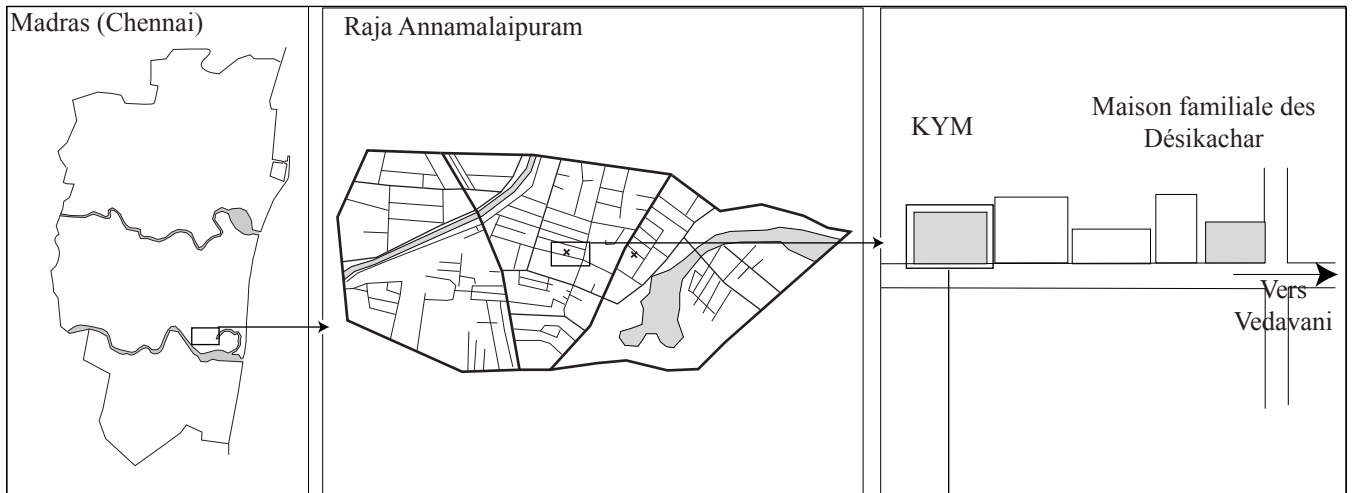 Madras (Chennai)
Raja Annamalaipuram
KYM
Maison familiale des
Désikachar
Vers
Vedavani